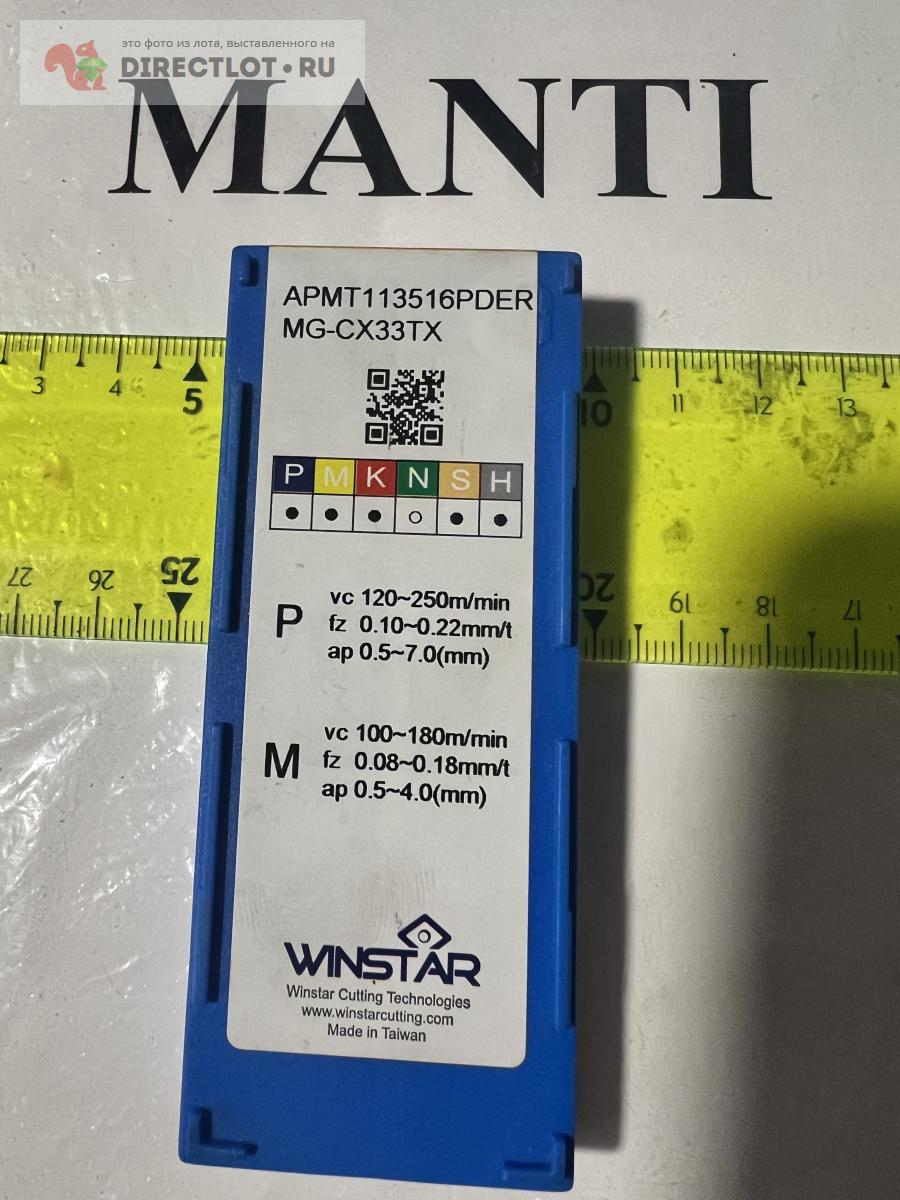 это фото из лота, выставленного на
DIRECTLOT•RU
MANTI
APMT113516PDER
MG-CX33TX
3 4 5 10 11 12 13
P M K N S H
27 26 25 20 19 18 17
P
vc 120~250m/min
fz 0.10~0.22mm/t
ap 0.5~7.0(mm)
M
vc 100~180m/min
fz 0.08~0.18mm/t
ap 0.5~4.0(mm)
WINSTAR
Winstar Cutting Technologies
www.winstarcutting.com
Made in Taiwan